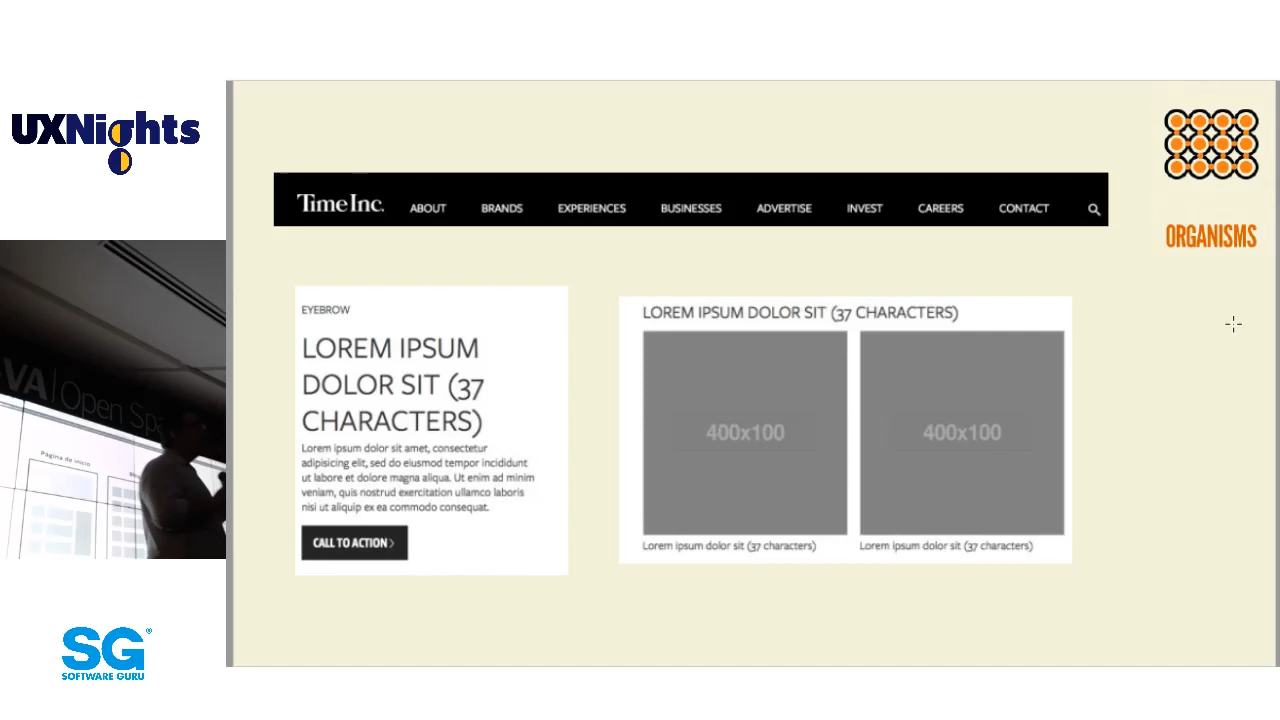 UXNights
VA | Open Spa
Página de inicio
SG®
SOFTWARE GURU
Time Inc.
ABOUT
BRANDS
EXPERIENCES
BUSINESSES
ADVERTISE
INVEST
CAREERS
CONTACT
ORGANISMS
EYEBROW
LOREM IPSUM
DOLOR SIT (37
CHARACTERS)
Lorem ipsum dolor sit amet, consectetur
adipisicing elit, sed do eiusmod tempor incididunt
ut labore et dolore magna aliqua. Ut enim ad minim
veniam, quis nostrud exercitation ullamco laboris
nisi ut aliquip ex ea commodo consequat.
CALL TO ACTION >
LOREM IPSUM DOLOR SIT (37 CHARACTERS)
400x100
400x100
Lorem ipsum dolor sit (37 characters)
Lorem ipsum dolor sit (37 characters)